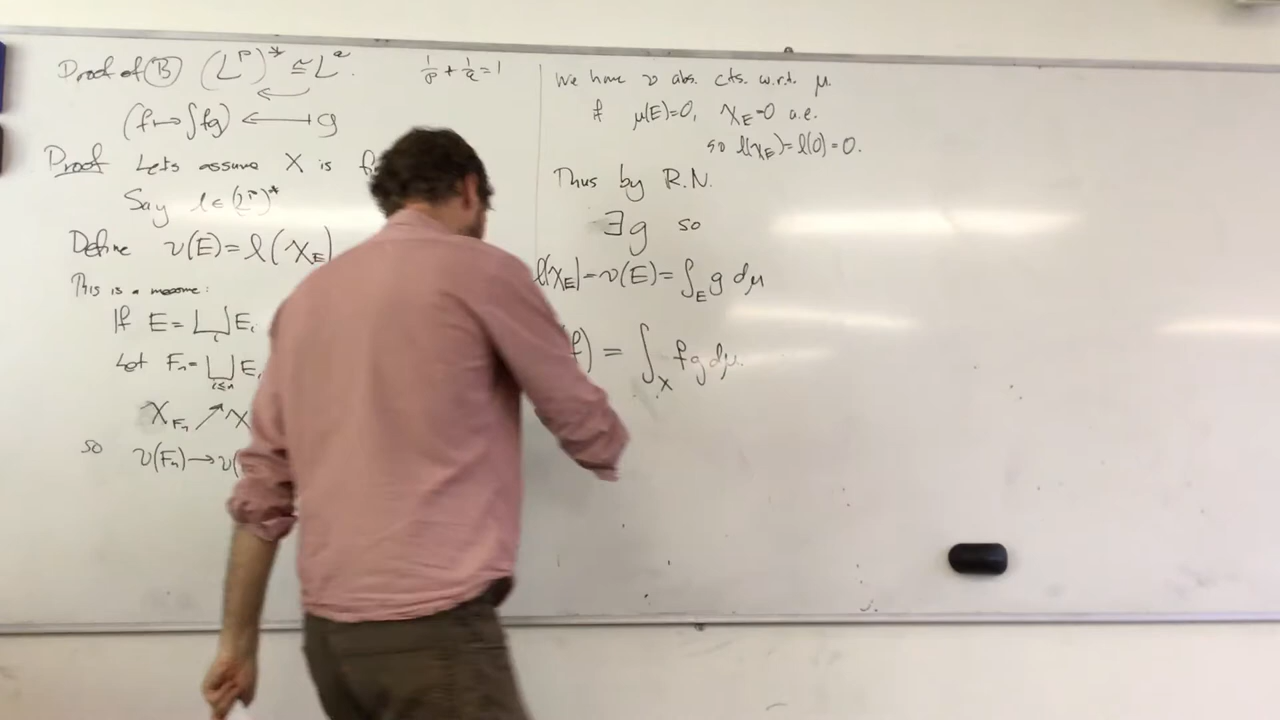 Proof of Ⓑ (L^p)^* ≅ L^q. 1/p + 1/q = 1
←
(f ↦ ∫fg) ⟵⊣ g
Proof Lets assume X is
Say l ∈ (L^p)^*
Define ν(E) = l(χ_E)
This is a measure:
If E = ⨆_i E_i
Let F_n = ⨆_{i≤n} E_i
χ_{F_n} ↗ χ
so ν(F_n) → ν(
We have ν abs. cts. w.r.t. μ.
If μ(E)=0, χ_E=0 a.e.
so l(χ_E) = l(0) = 0.
Thus by R.N.
∃g so
l(χ_E) = ν(E) = ∫_E g dμ
f) = ∫_X fg dμ.